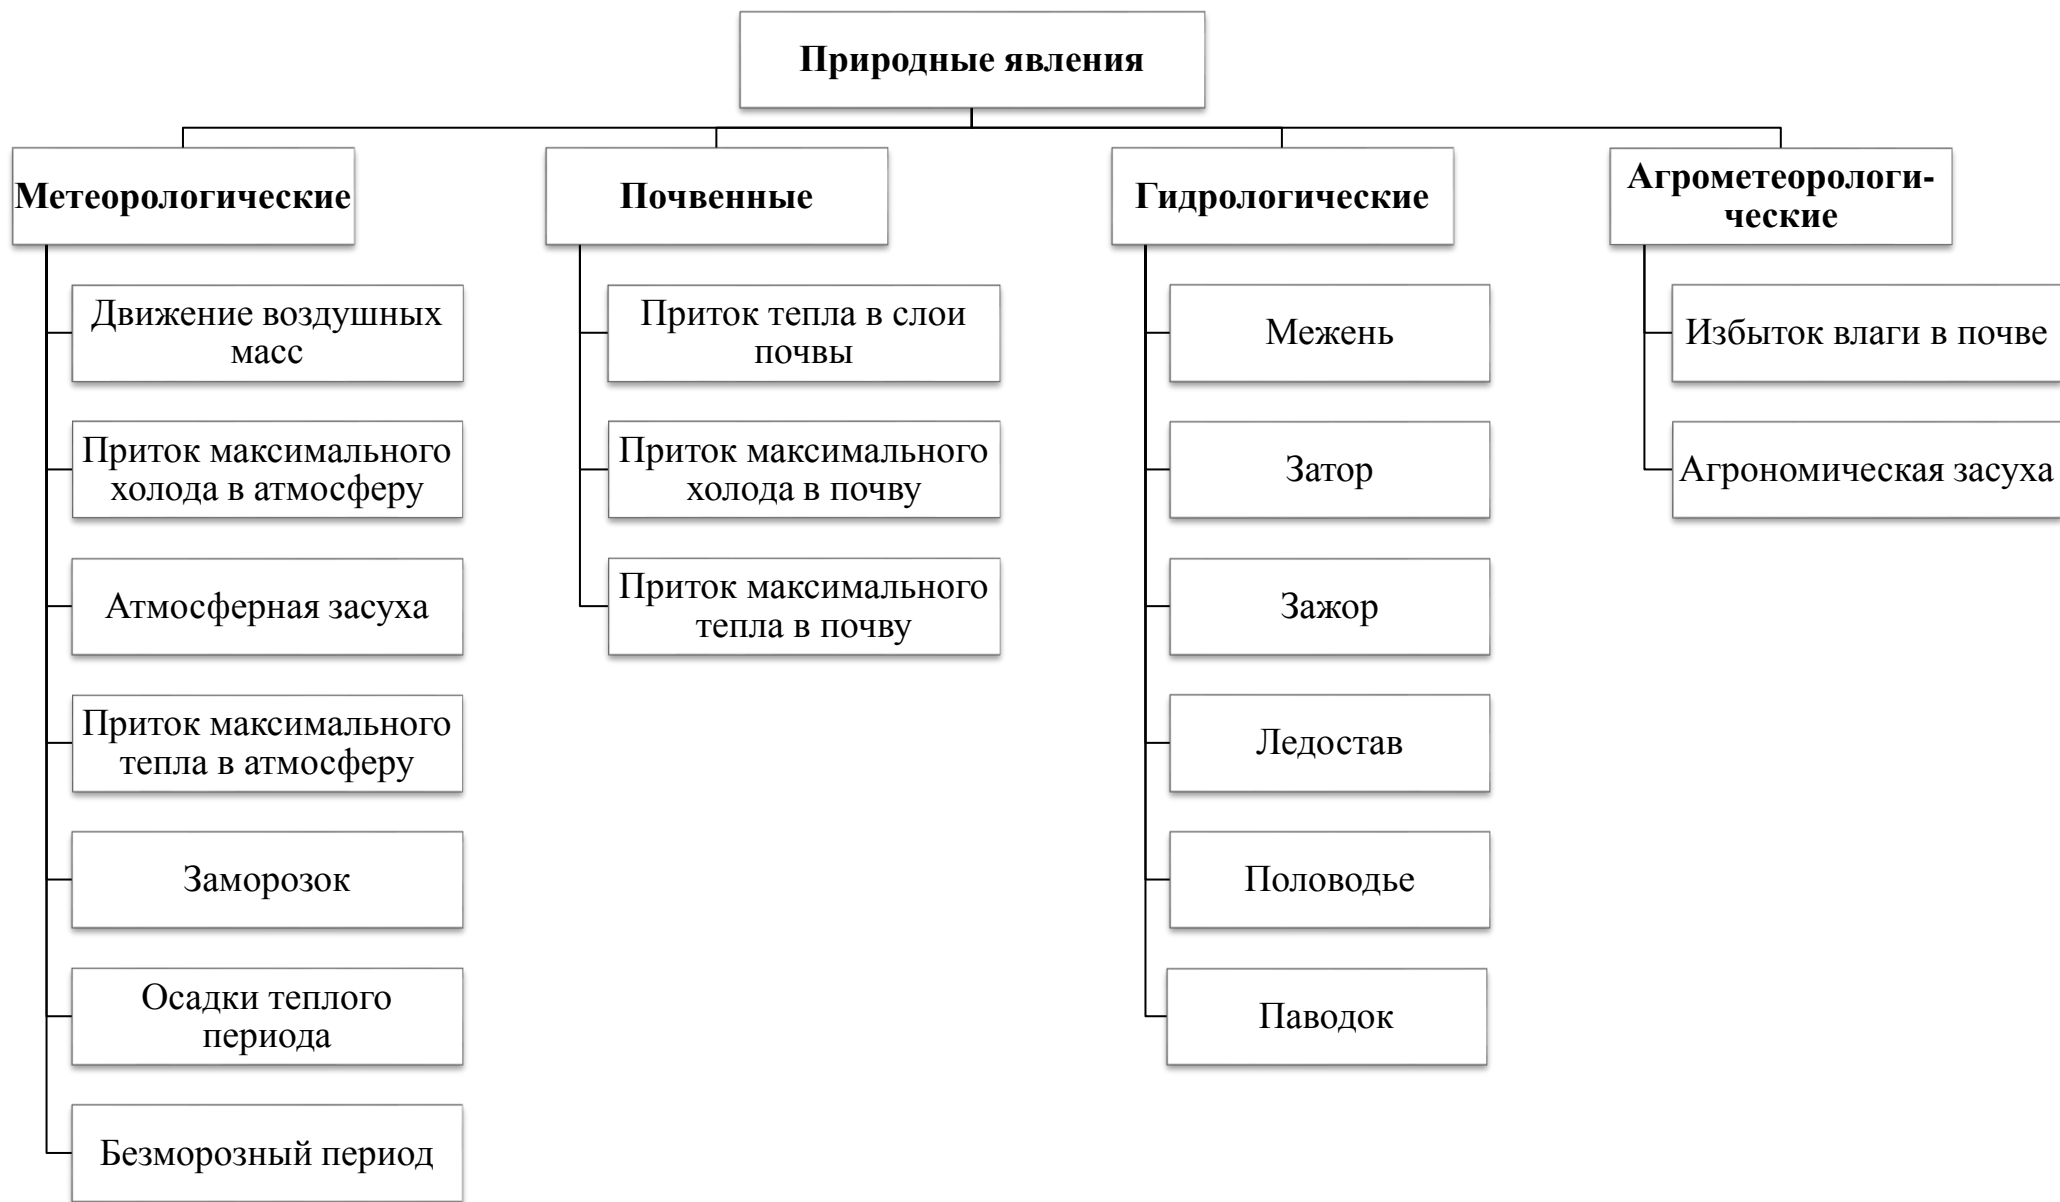 Природные явления
Метеорологические
Движение воздушных
масс
Приток максимального
холода в атмосферу
Атмосферная засуха
Приток максимального
тепла в атмосферу
Заморозок
Осадки теплого
периода
Безморозный период
Почвенные
Приток тепла в слои
почвы
Приток максимального
холода в почву
Приток максимального
тепла в почву
Гидрологические
Межень
Затор
Зажор
Ледостав
Половодье
Паводок
Агрометеорологи-
ческие
Избыток влаги в почве
Агрономическая засуха